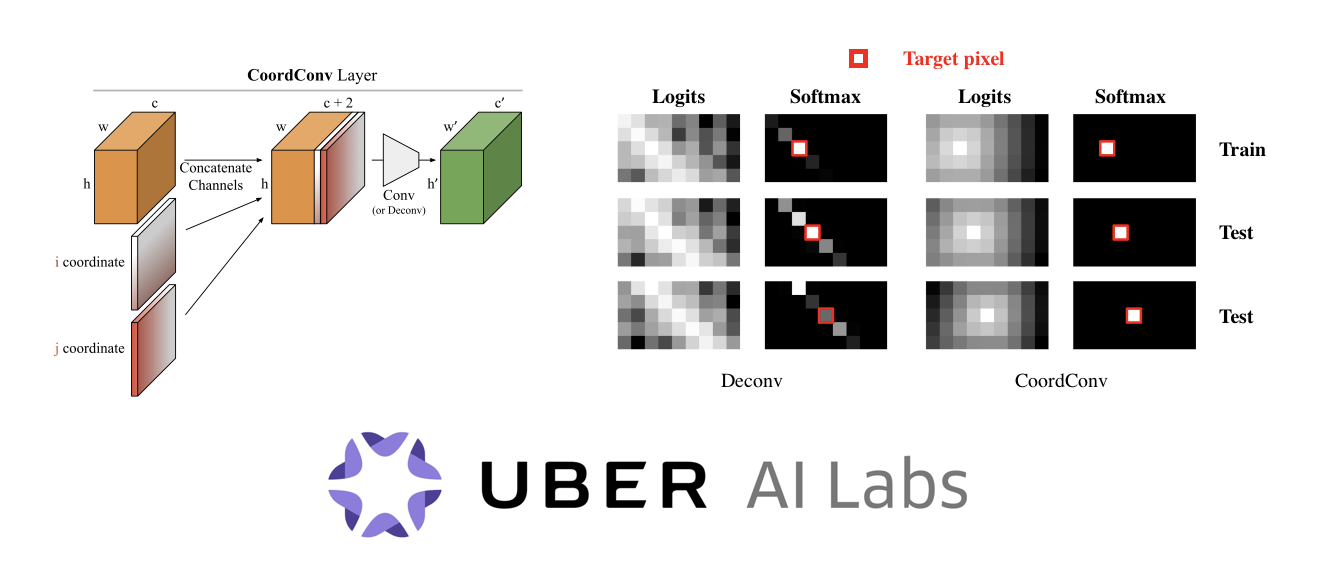 CoordConv Layer
c
w
h
Concatenate
Channels
i coordinate
j coordinate
c + 2
w
h
Conv
(or Deconv)
c′
w′
h′
Target pixel
Logits
Softmax
Logits
Softmax
Train
Test
Test
Deconv
CoordConv
UBER AI Labs